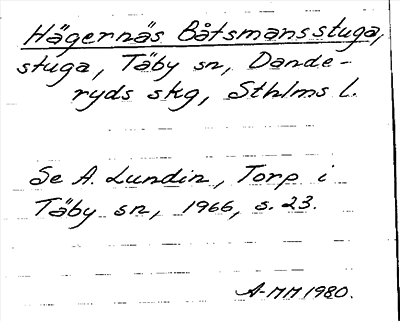 Hägernäs Båtsmansstuga,
stuga, Täby sn, Dande-
ryds skg, Sthlms l.
Se A. Lundin, Torp i
Täby sn, 1966, s. 23.
A-MM 1980.